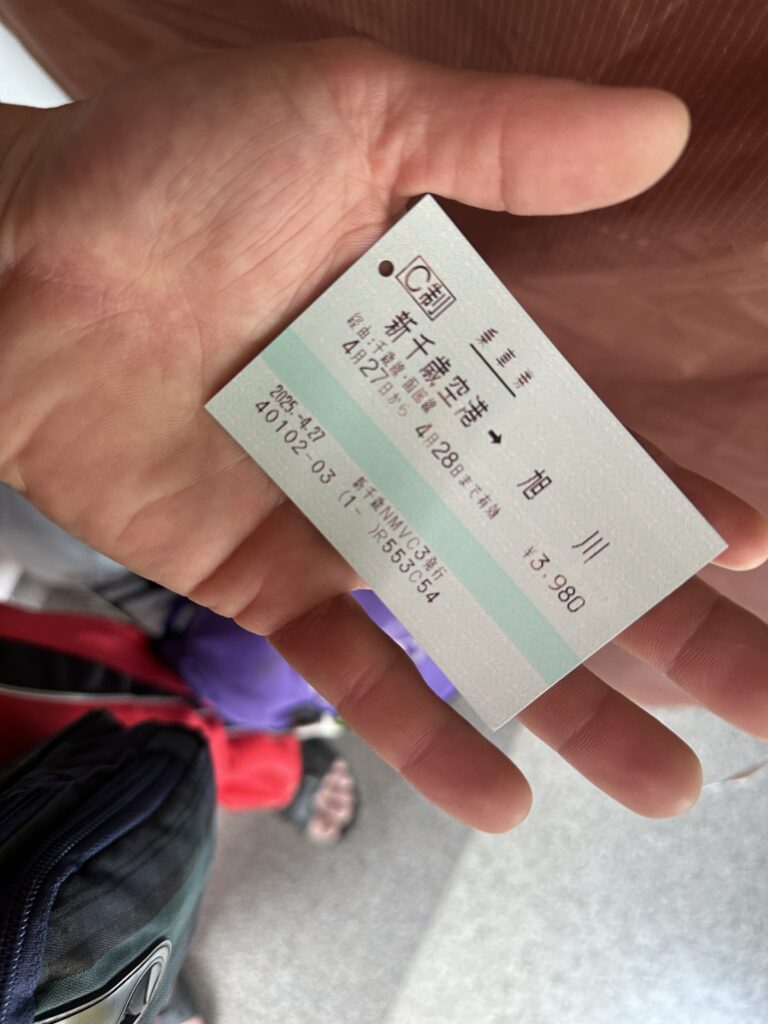 C制
乗車券
新千歳空港 → 旭川
経由:千歳線・函館線
4月27日から 4月28日まで有効 ¥3,980
2025.-4.27 新千歳NMVC3発行
40102-03 (1- )R553C54